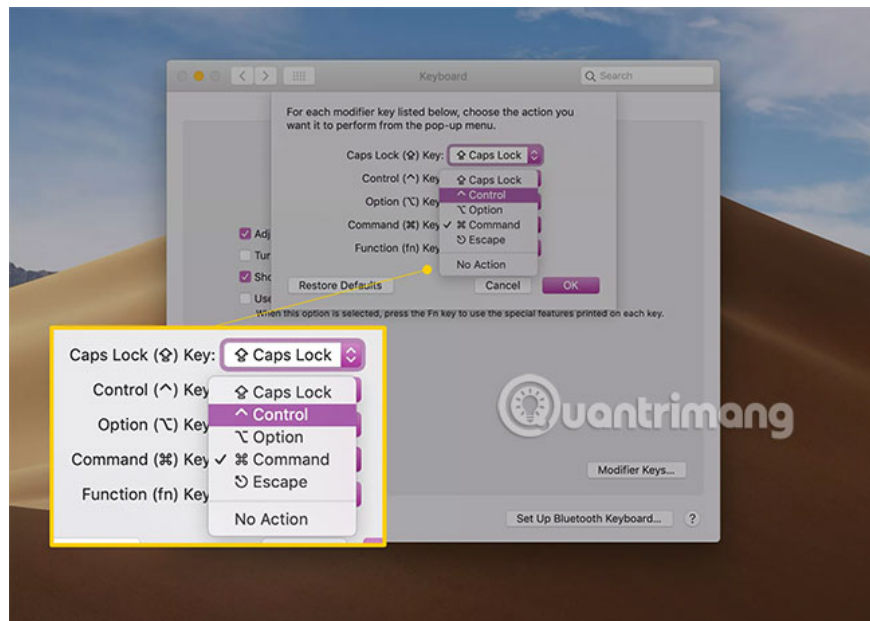 Keyboard
Search
For each modifier key listed below, choose the action you
want it to perform from the pop-up menu.
Caps Lock (⇪) Key: ⇪ Caps Lock
Control (^) Key
Option (⌥) Key
Command (⌘) Key
Function (fn) Key
⇪ Caps Lock
^ Control
⌥ Option
✓ ⌘ Command
⎋ Escape
No Action
Adj
Tur
Sho
Use
Restore Defaults
Cancel
OK
When this option is selected, press the Fn key to use the special features printed on each key.
Caps Lock (⇪) Key: ⇪ Caps Lock
Control (^) Key
Option (⌥) Key
Command (⌘) Key
Function (fn) Key
⇪ Caps Lock
^ Control
⌥ Option
✓ ⌘ Command
⎋ Escape
No Action
Quantrimang
Modifier Keys...
Set Up Bluetooth Keyboard...
?